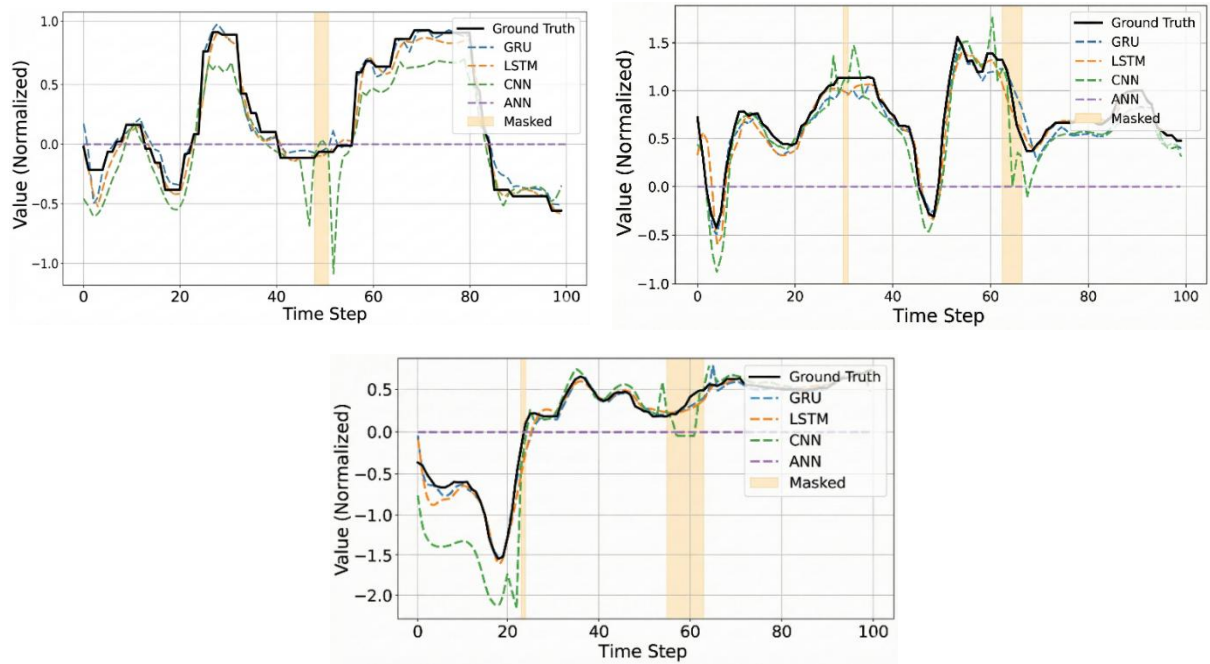 1.0
0.5
0.0
−0.5
−1.0
Value (Normalized)
0 20 40 60 80 100
Time Step
Ground Truth
GRU
LSTM
CNN
ANN
Masked
1.5
1.0
0.5
0.0
−0.5
−1.0
Value (Normalized)
0 20 40 60 80 100
Time Step
Ground Truth
GRU
LSTM
CNN
ANN
Masked
0.5
0.0
−0.5
−1.0
−1.5
−2.0
Value (Normalized)
0 20 40 60 80 100
Time Step
Ground Truth
GRU
LSTM
CNN
ANN
Masked